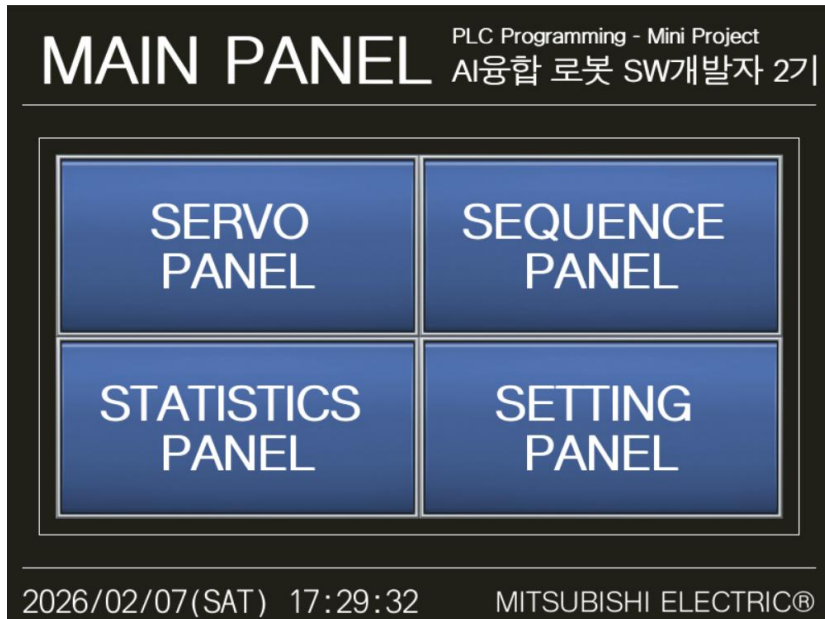 MAIN PANEL
PLC Programming - Mini Project
AI융합 로봇 SW개발자 2기
SERVO
PANEL
SEQUENCE
PANEL
STATISTICS
PANEL
SETTING
PANEL
2026/02/07(SAT) 17:29:32
MITSUBISHI ELECTRIC®